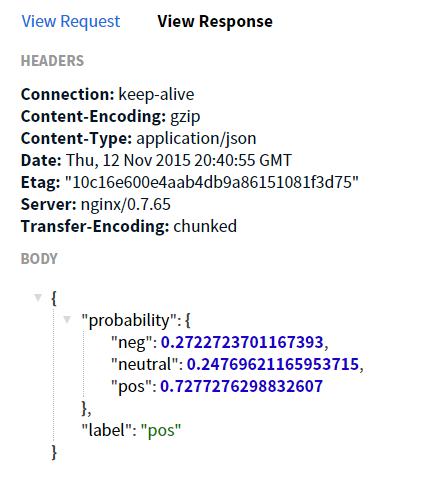 View Request View Response
HEADERS
Connection: keep-alive
Content-Encoding: gzip
Content-Type: application/json
Date: Thu, 12 Nov 2015 20:40:55 GMT
Etag: "10c16e600e4aab4db9a86151081f3d75"
Server: nginx/0.7.65
Transfer-Encoding: chunked
BODY
{
"probability": {
"neg": 0.2722723701167393,
"neutral": 0.24769621165953715,
"pos": 0.7277276298832607
},
"label": "pos"
}